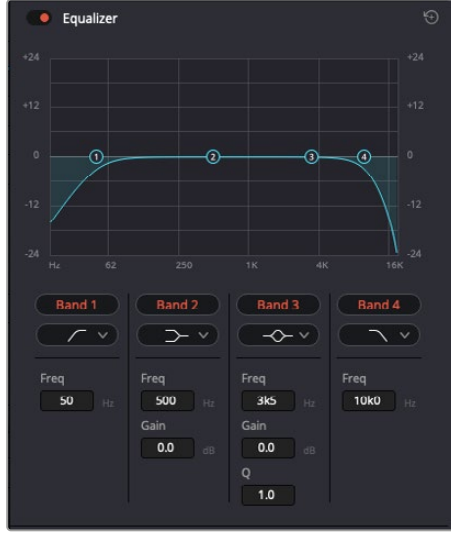 Equalizer
+24 +24
+12 +12
0 1 2 3 4 0
-12 -12
-24 -24
Hz 62 250 1K 4K 16K
Band 1 Band 2 Band 3 Band 4
Freq Freq Freq Freq
50 Hz 500 Hz 3k5 Hz 10k0 Hz
Gain Gain
0.0 dB 0.0 dB
Q
1.0